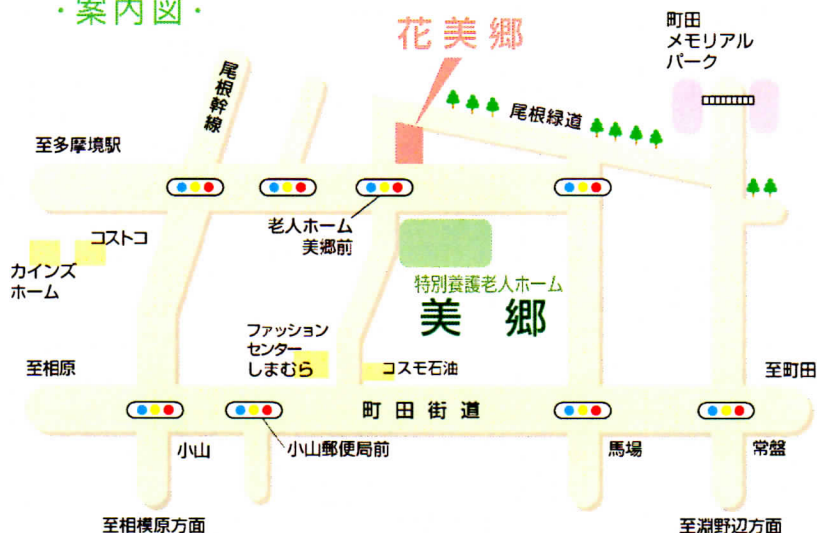 ・案内図・
花美郷
町田
メモリアル
パーク
尾根幹線
尾根緑道
至多摩境駅
老人ホーム
美郷前
コストコ
カインズ
ホーム
特別養護老人ホーム
美郷
ファッション
センター
しまむら
コスモ石油
至相原
至町田
町田街道
小山
小山郵便局前
馬場
常盤
至相模原方面
至淵野辺方面